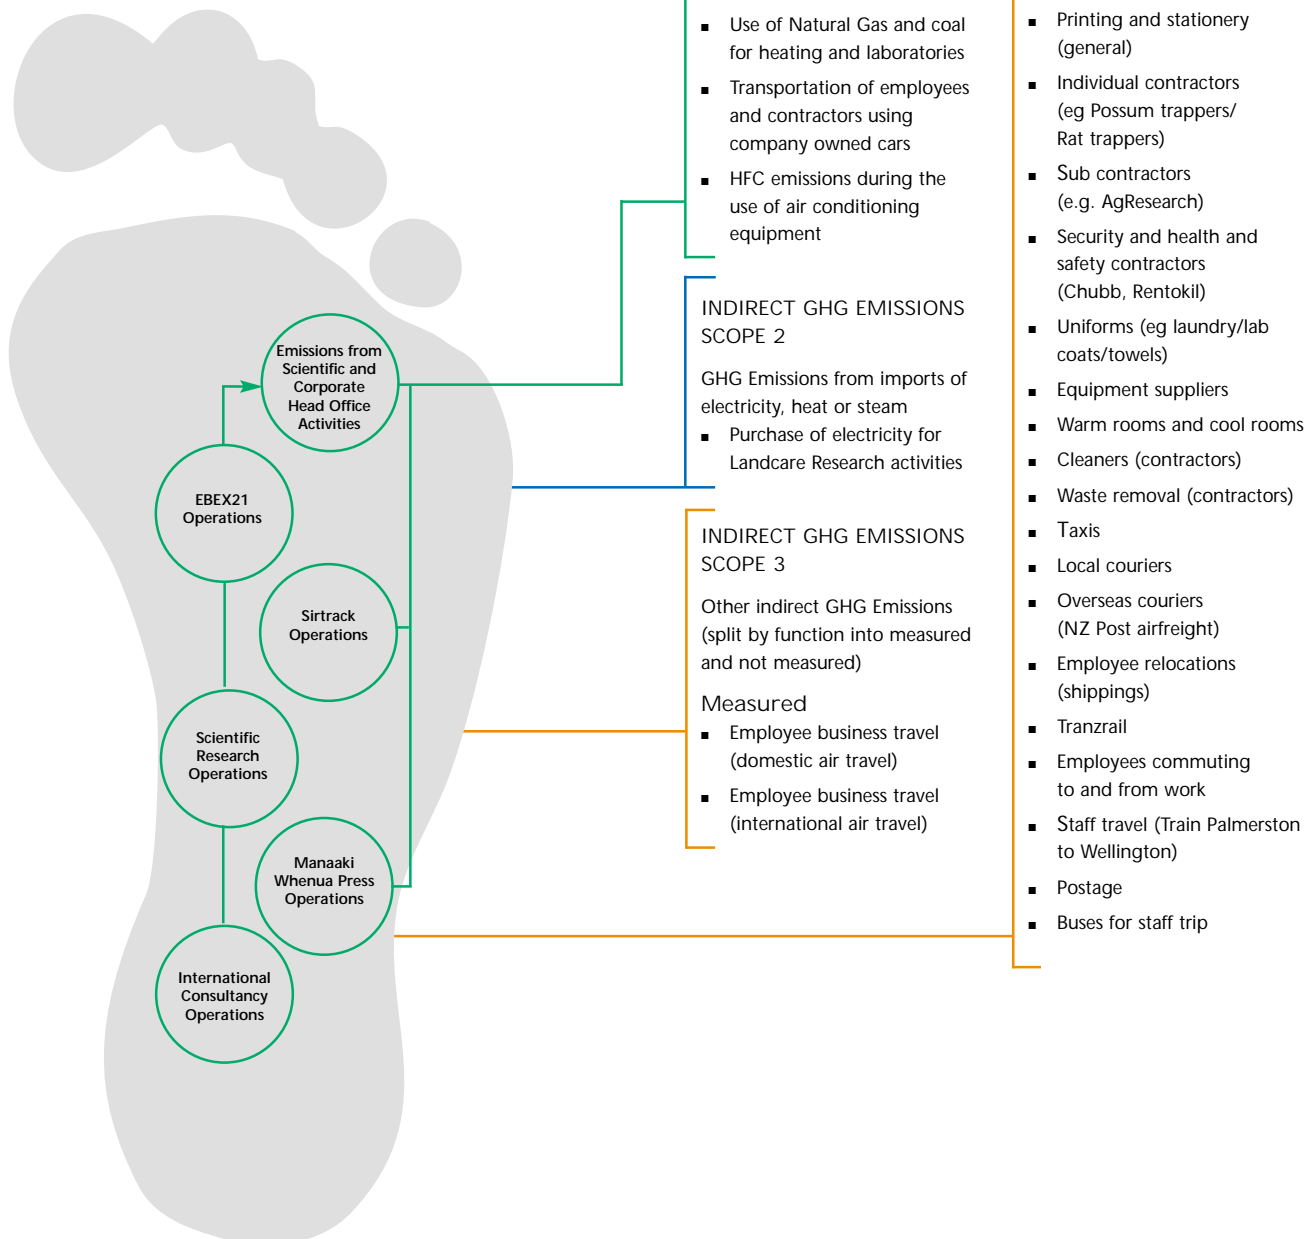 Emissions from
Scientific and
Corporate
Head Office
Activities
EBEX21
Operations
Sirtrack
Operations
Scientific
Research
Operations
Manaaki
Whenua Press
Operations
International
Consultancy
Operations
■ Use of Natural Gas and coal
for heating and laboratories
■ Transportation of employees
and contractors using
company owned cars
■ HFC emissions during the
use of air conditioning
equipment
INDIRECT GHG EMISSIONS
SCOPE 2
GHG Emissions from imports of
electricity, heat or steam
■ Purchase of electricity for
Landcare Research activities
INDIRECT GHG EMISSIONS
SCOPE 3
Other indirect GHG Emissions
(split by function into measured
and not measured)
Measured
■ Employee business travel
(domestic air travel)
■ Employee business travel
(international air travel)
■ Printing and stationery
(general)
■ Individual contractors
(eg Possum trappers/
Rat trappers)
■ Sub contractors
(e.g. AgResearch)
■ Security and health and
safety contractors
(Chubb, Rentokil)
■ Uniforms (eg laundry/lab
coats/towels)
■ Equipment suppliers
■ Warm rooms and cool rooms
■ Cleaners (contractors)
■ Waste removal (contractors)
■ Taxis
■ Local couriers
■ Overseas couriers
(NZ Post airfreight)
■ Employee relocations
(shippings)
■ Tranzrail
■ Employees commuting
to and from work
■ Staff travel (Train Palmerston
to Wellington)
■ Postage
■ Buses for staff trip